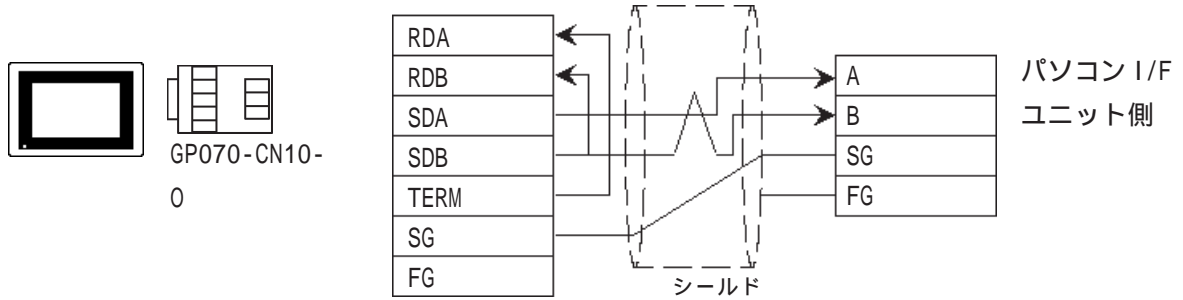 GP070-CN10-
O
RDA
RDB
SDA
SDB
TERM
SG
FG
シールド
A
B
SG
FG
パソコン I/F
ユニット側